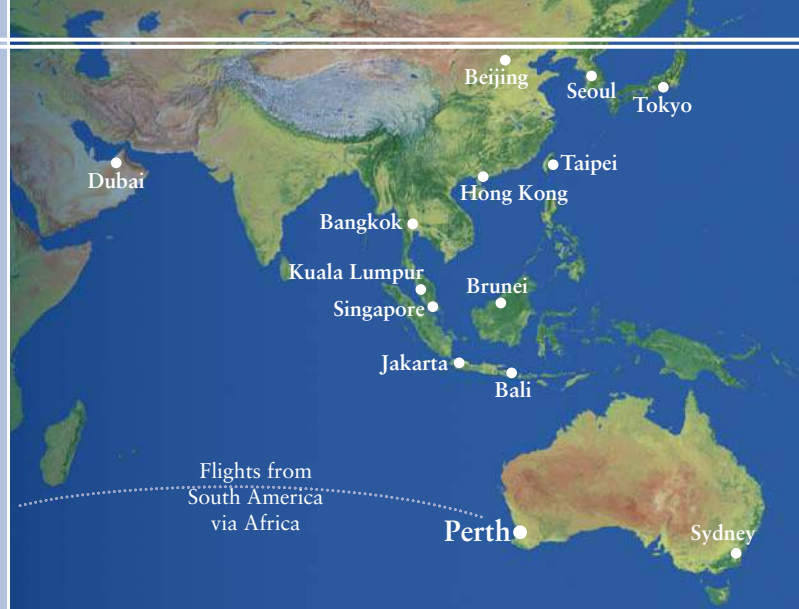 Beijing
Seoul
Tokyo
Dubai
Taipei
Hong Kong
Bangkok
Kuala Lumpur
Brunei
Singapore
Jakarta
Bali
Flights from
South America
via Africa
Perth
Sydney